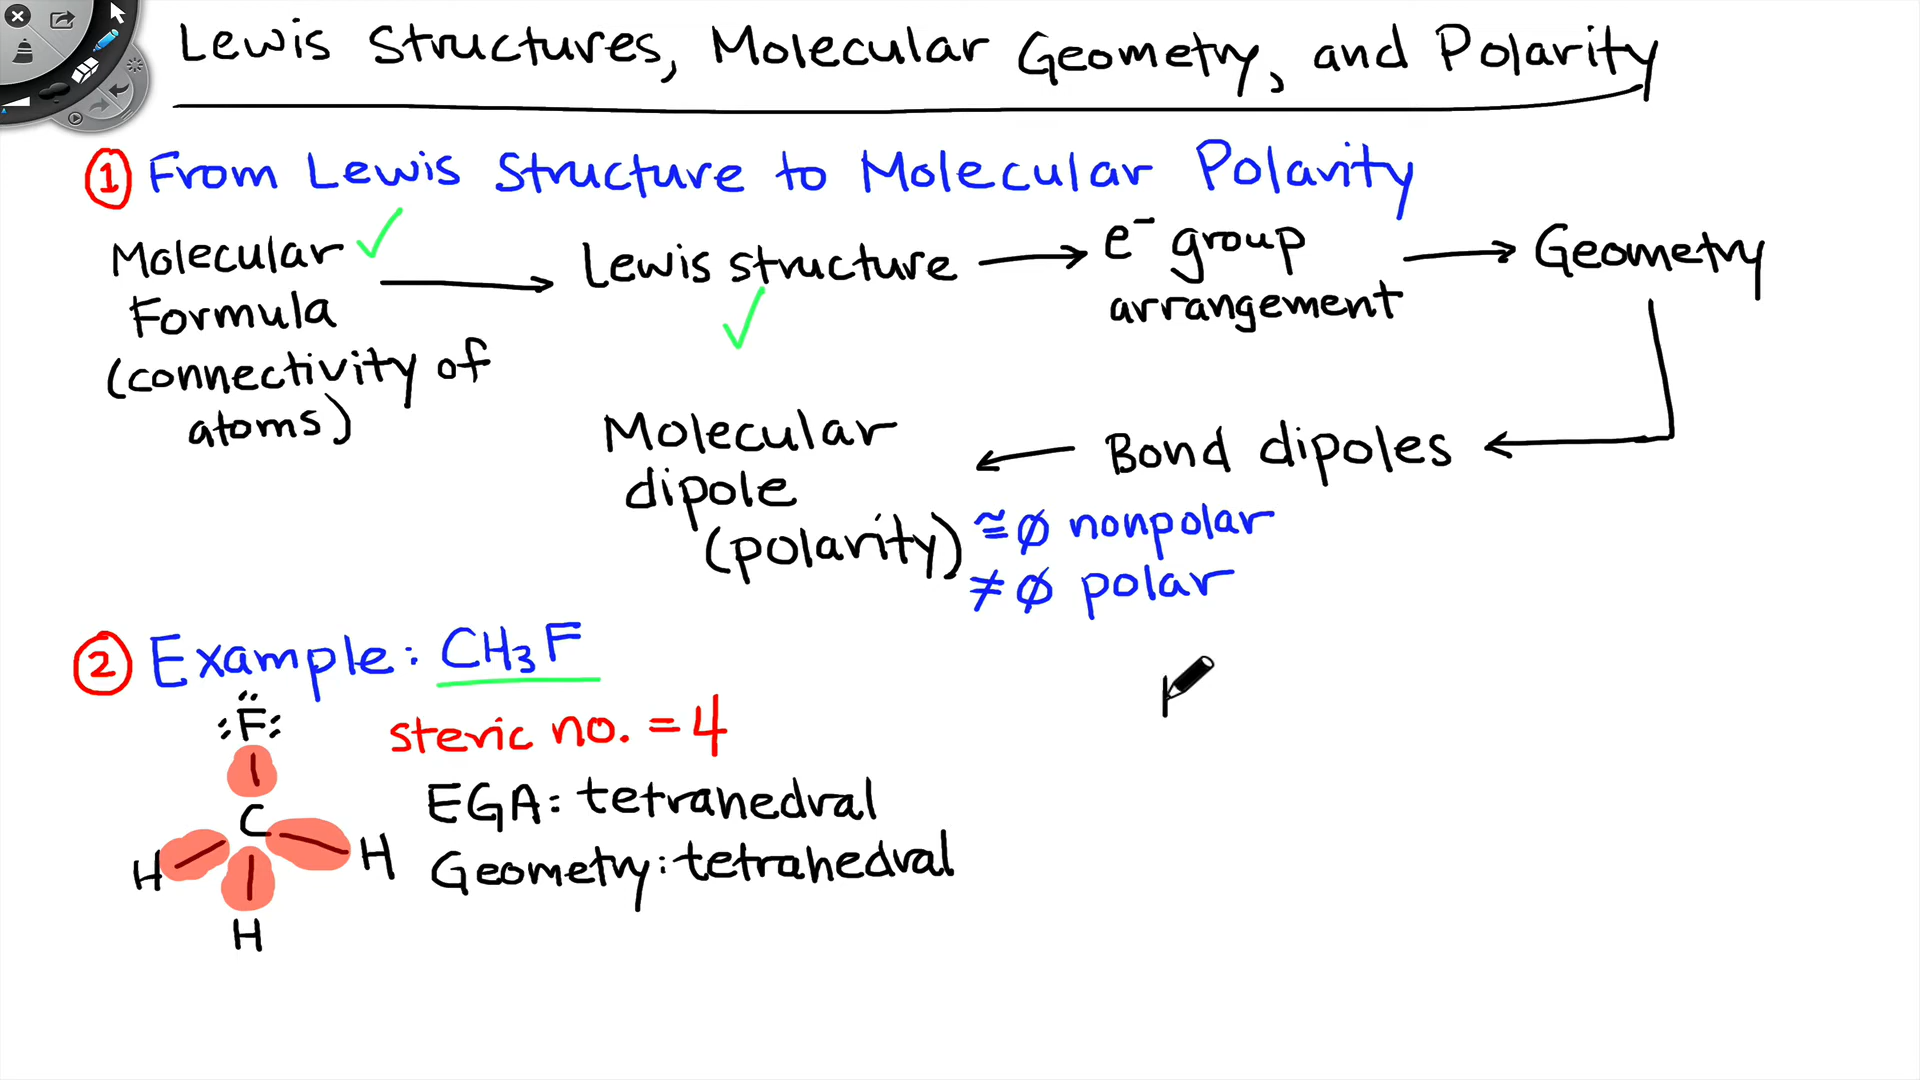 Lewis Structures, Molecular Geometry, and Polarity
① From Lewis Structure to Molecular Polarity
Molecular Formula (connectivity of atoms) ✓ → Lewis structure ✓ → e⁻ group arrangement → Geometry
Molecular dipole (polarity) ← Bond dipoles ←
≅ ∅ nonpolar
≠ ∅ polar
② Example: CH₃F
:F:
steric no. = 4
C
EGA: tetrahedral
H H
Geometry: tetrahedral
H